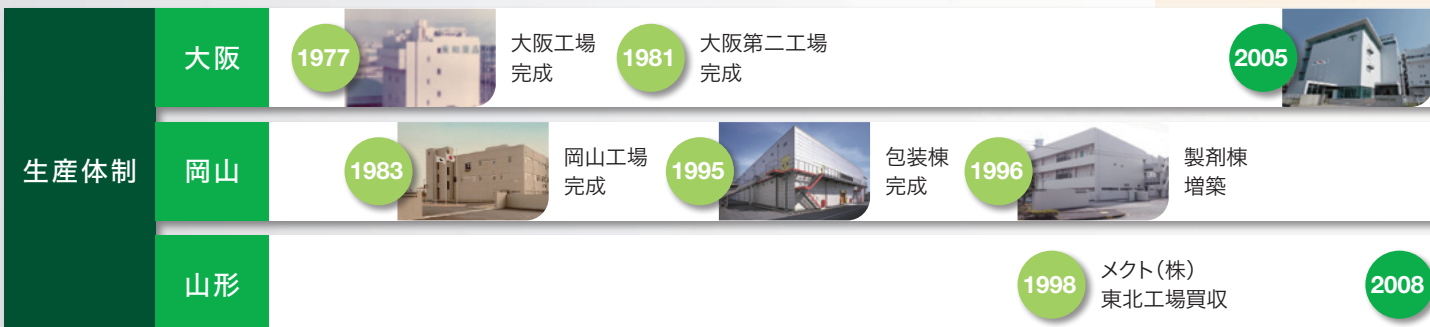 生産体制
大阪
1977
大阪工場
完成
1981
大阪第二工場
完成
2005
岡山
1983
岡山工場
完成
1995
包装棟
完成
1996
製剤棟
増築
山形
1998
メクト（株）
東北工場買収
2008